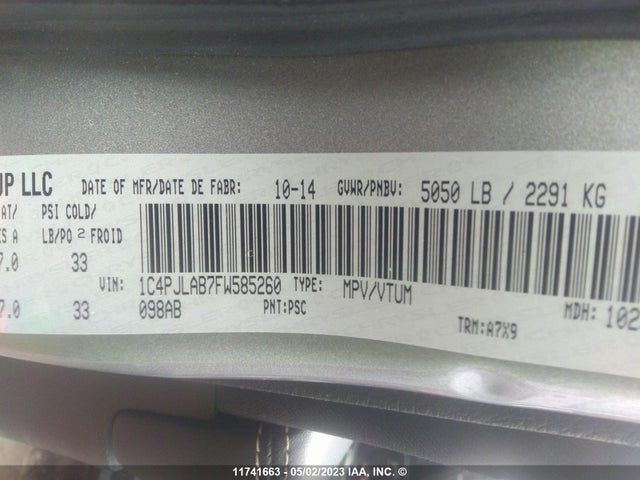 UP LLC DATE OF MFR/DATE DE FABR: 10-14 GVWR/PNBV: 5050 LB / 2291 KG
AT/ PSI COLD/
ES A LB/PO 2 FROID
7.0 33
VIN: 1C4PJLAB7FW585260 TYPE: MPV/VTUM MDH: 102
7.0 33 098AB PNT:PSC TRM:A7X9
11741663 - 05/02/2023 IAA, INC. ©